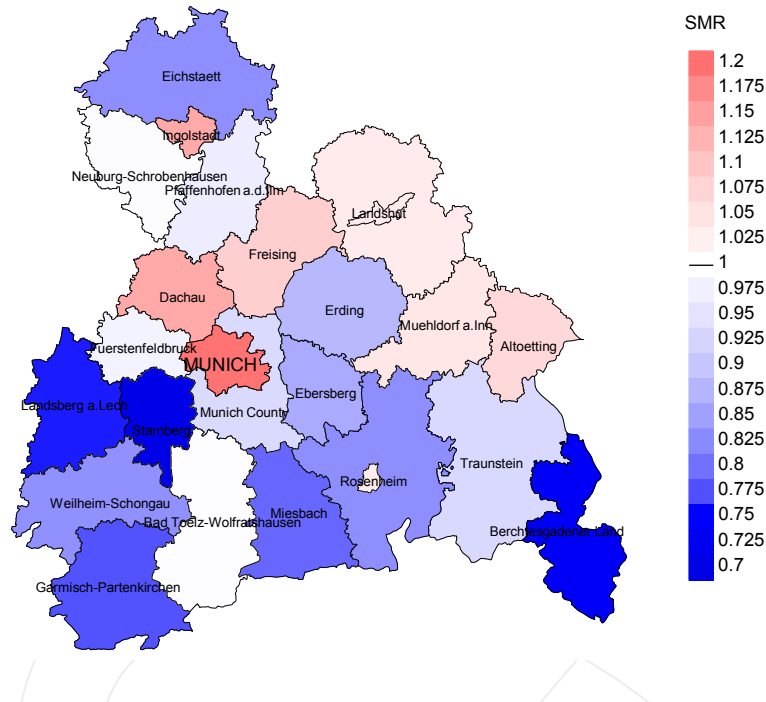 SMR
1.2
1.175
1.15
1.125
1.1
1.075
1.05
1.025
1
0.975
0.95
0.9
0.875
0.85
0.825
0.8
0.775
0.75
0.725
0.7
Eichstaett
Ingolstadt
Neuburg-Schrobenhausen
Pfaffenhofen a.d.Ilm
Landshut
Freising
Dachau
Erding
Muehldorf a.Inn
Altoetting
Fuerstenfeldbruck
MUNICH
Ebersberg
Landsberg a.Lech
Munich County
Starnberg
Traunstein
Rosenheim
Weilheim-Schongau
Miesbach
Bad Toelz-Wolfratshausen
Berchtesgadener Land
Garmisch-Partenkirchen